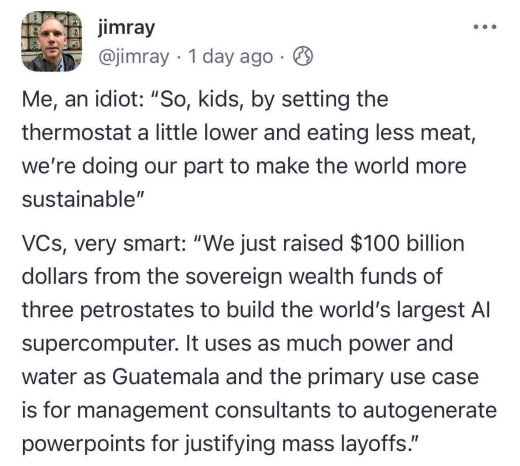 jimray
@jimray · 1 day ago ·
Me, an idiot: “So, kids, by setting the
thermostat a little lower and eating less meat,
we’re doing our part to make the world more
sustainable”
VCs, very smart: “We just raised $100 billion
dollars from the sovereign wealth funds of
three petrostates to build the world’s largest AI
supercomputer. It uses as much power and
water as Guatemala and the primary use case
is for management consultants to autogenerate
powerpoints for justifying mass layoffs.”